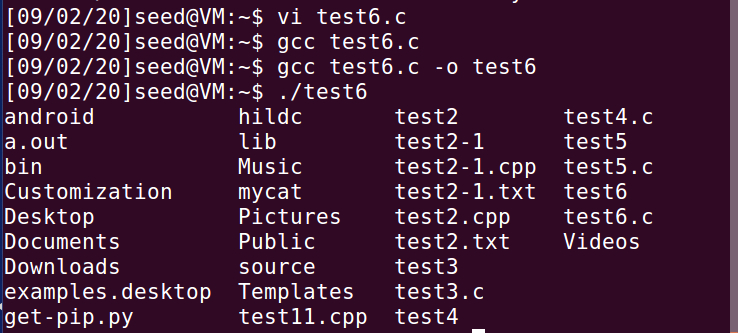 [09/02/20]seed@VM:~$ vi test6.c
[09/02/20]seed@VM:~$ gcc test6.c
[09/02/20]seed@VM:~$ gcc test6.c -o test6
[09/02/20]seed@VM:~$ ./test6
android hildc test2 test4.c
a.out lib test2-1 test5
bin Music test2-1.cpp test5.c
Customization mycat test2-1.txt test6
Desktop Pictures test2.cpp test6.c
Documents Public test2.txt Videos
Downloads source test3
examples.desktop Templates test3.c
get-pip.py test11.cpp test4